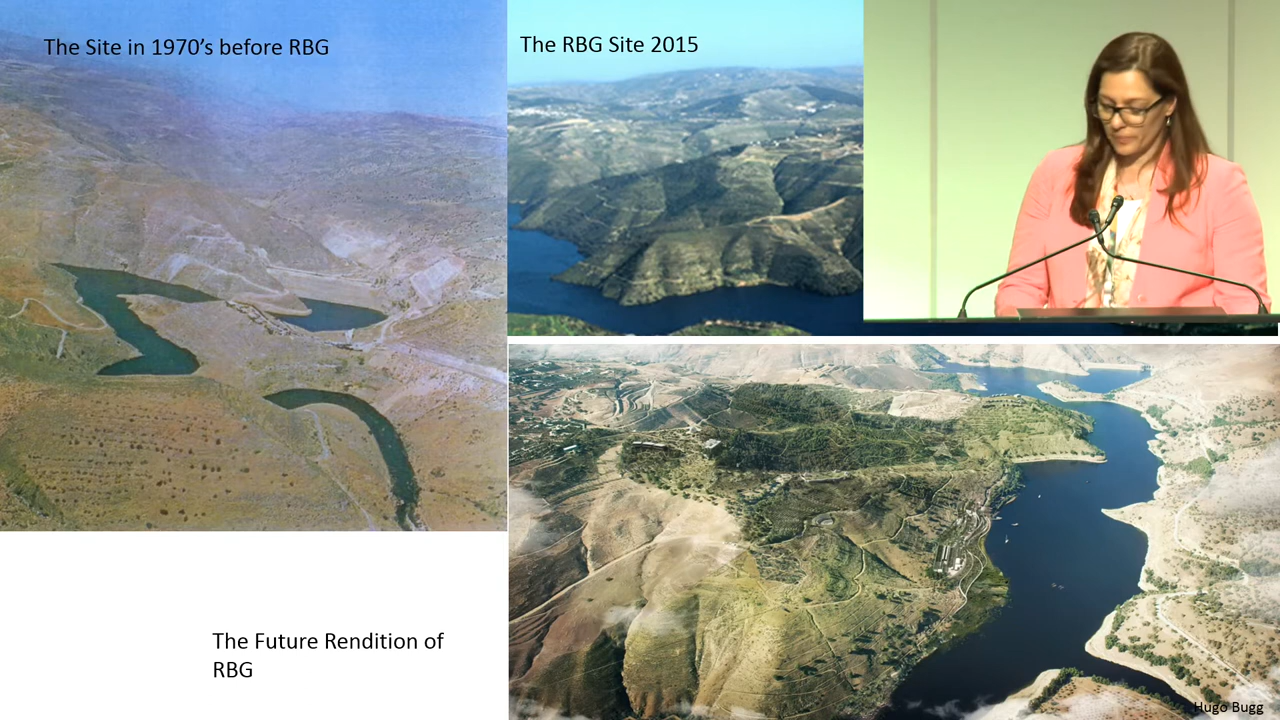 The Site in 1970's before RBG
The RBG Site 2015
The Future Rendition of
RBG
Hugo Bugg